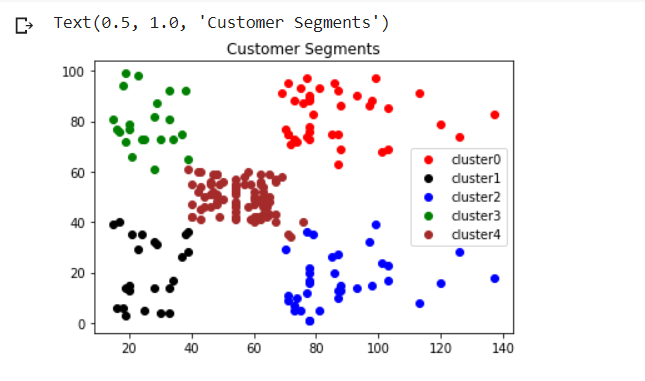 Text(0.5, 1.0, 'Customer Segments')
Customer Segments
100
80
60
40
20
0
cluster0
cluster1
cluster2
cluster3
cluster4
20 40 60 80 100 120 140